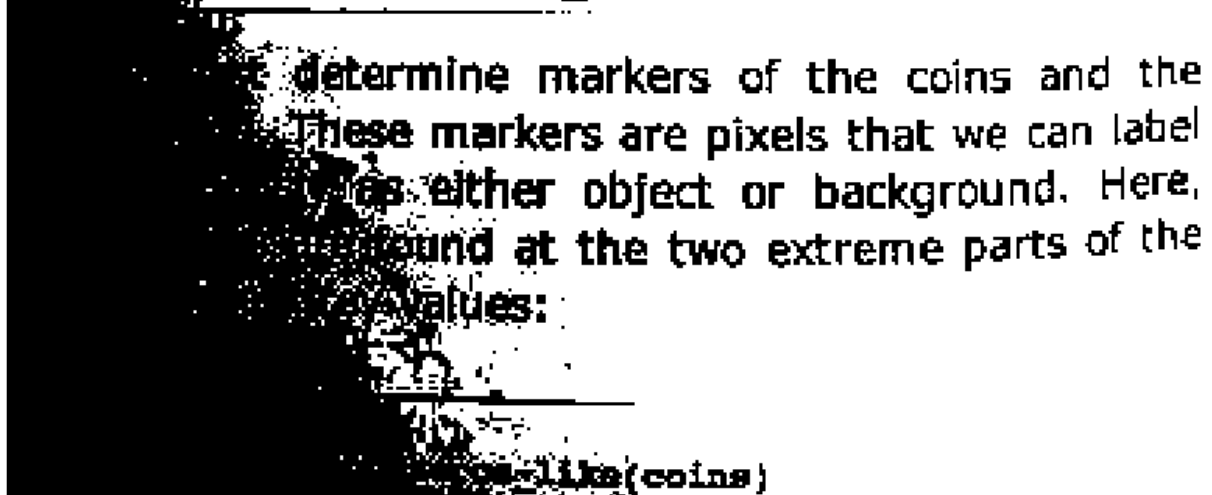 determine markers of the coins and the
These markers are pixels that we can label
as either object or background. Here,
found at the two extreme parts of the
values:
like(coins)